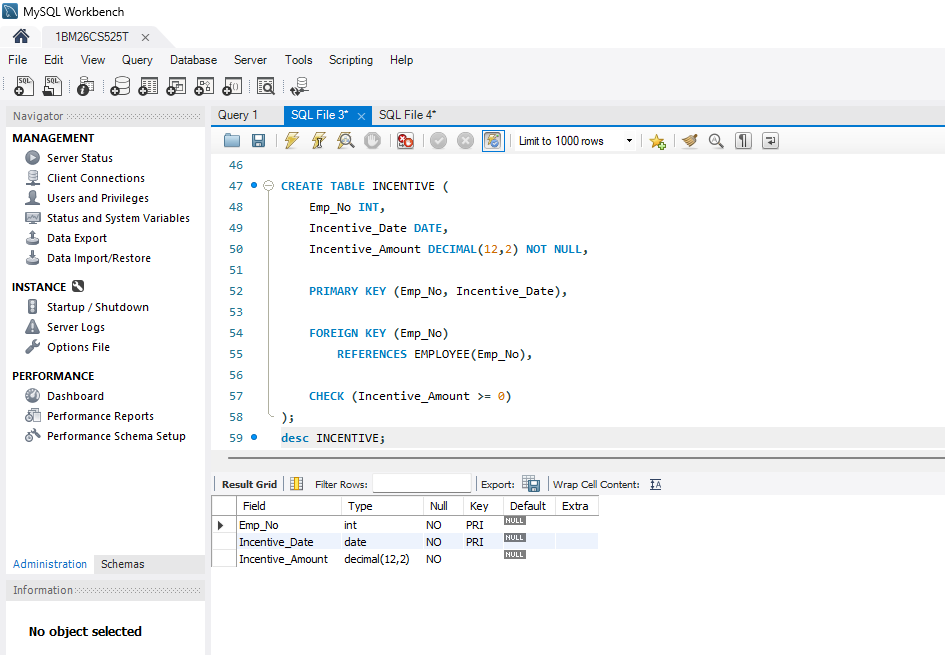 MySQL Workbench
1BM26CS525T
File Edit View Query Database Server Tools Scripting Help
Navigator
MANAGEMENT
Server Status
Client Connections
Users and Privileges
Status and System Variables
Data Export
Data Import/Restore
INSTANCE
Startup / Shutdown
Server Logs
Options File
PERFORMANCE
Dashboard
Performance Reports
Performance Schema Setup
Administration Schemas
Information
No object selected
Query 1 SQL File 3* SQL File 4*
Limit to 1000 rows
46
47 CREATE TABLE INCENTIVE (
48 Emp_No INT,
49 Incentive_Date DATE,
50 Incentive_Amount DECIMAL(12,2) NOT NULL,
51
52 PRIMARY KEY (Emp_No, Incentive_Date),
53
54 FOREIGN KEY (Emp_No)
55 REFERENCES EMPLOYEE(Emp_No),
56
57 CHECK (Incentive_Amount >= 0)
58 );
59 desc INCENTIVE;
Result Grid Filter Rows: Export: Wrap Cell Content: IA
Field Type Null Key Default Extra
Emp_No int NO PRI NULL
Incentive_Date date NO PRI NULL
Incentive_Amount decimal(12,2) NO NULL